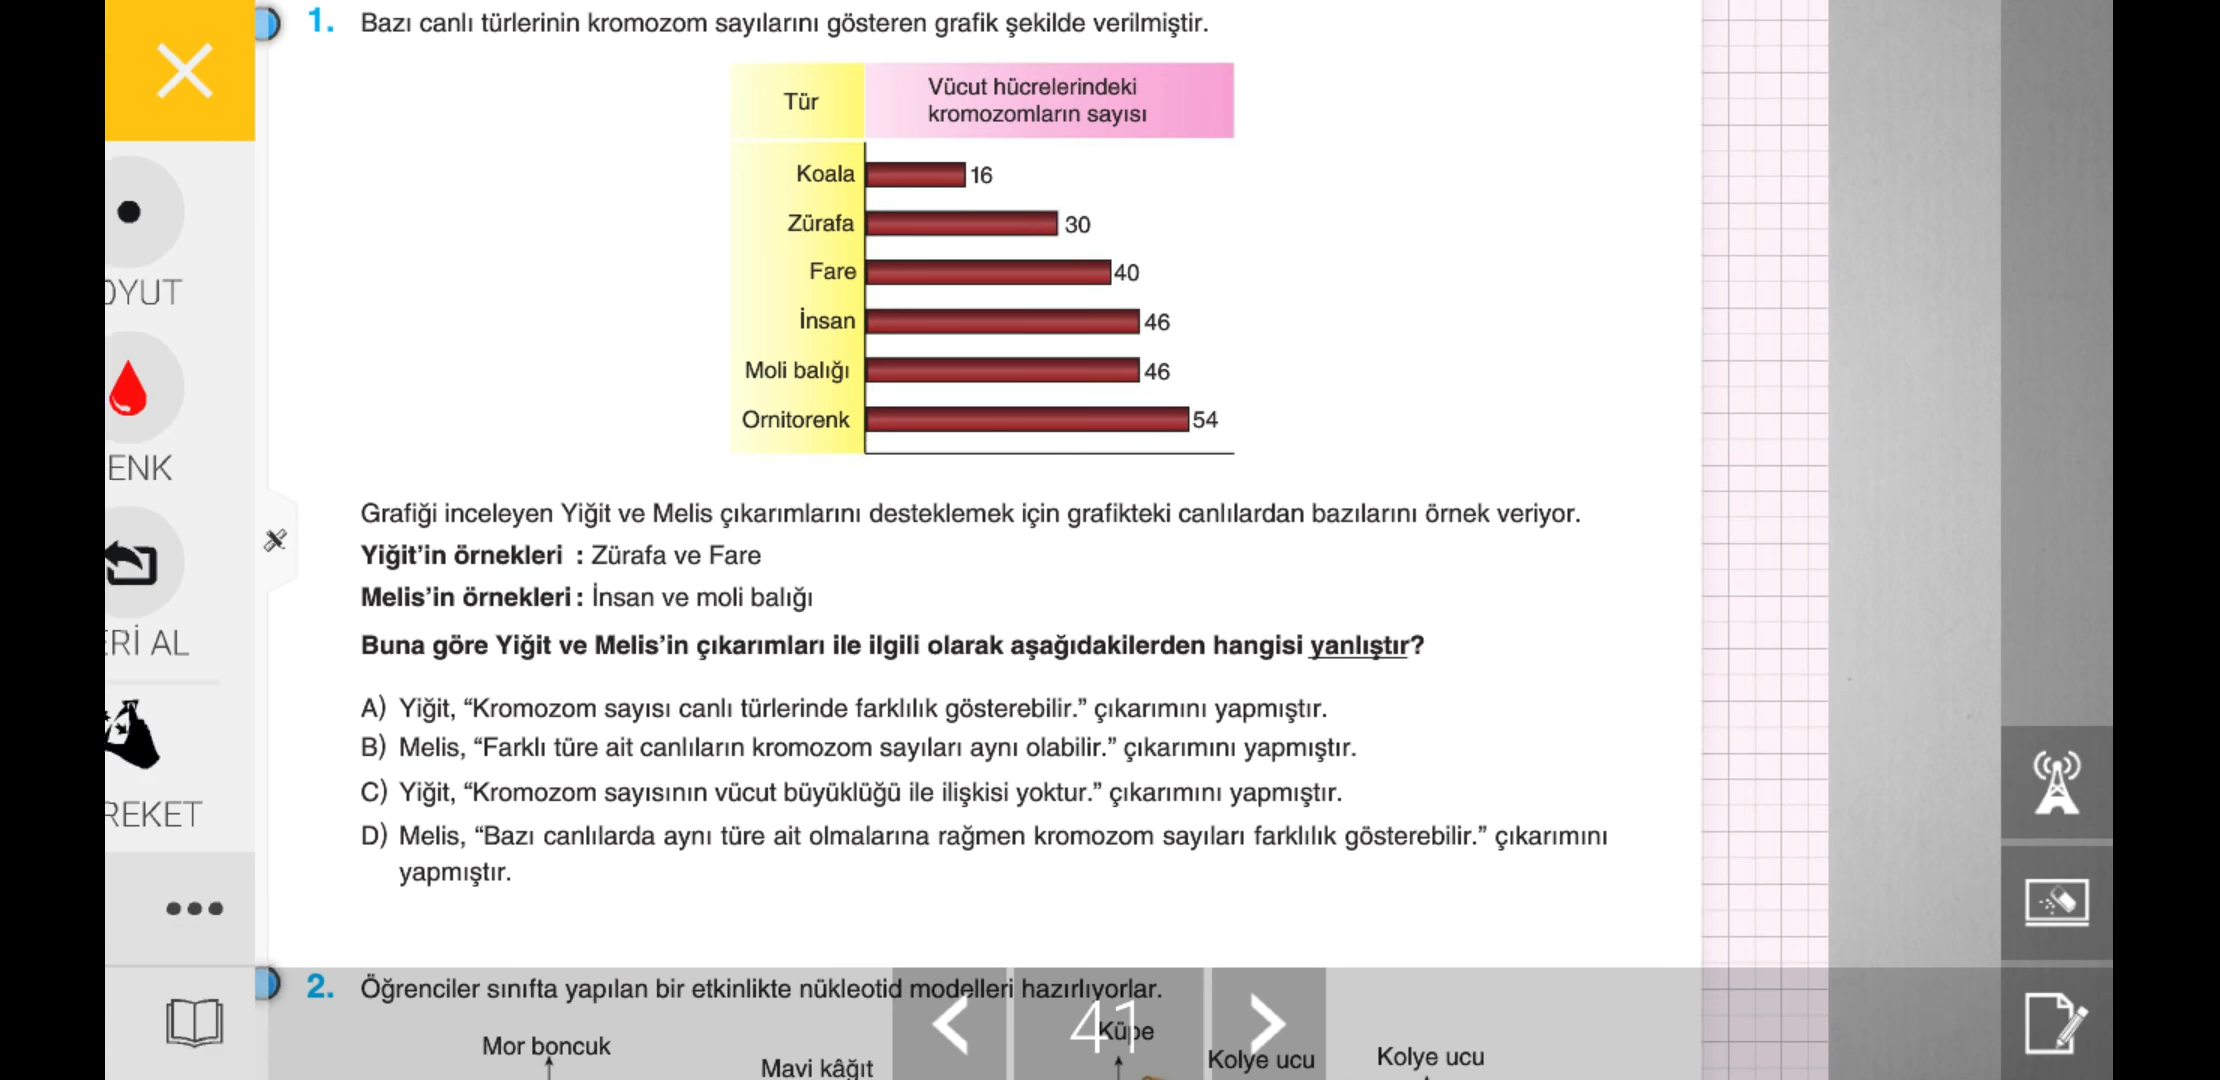 1. Bazı canlı türlerinin kromozom sayılarını gösteren grafik şekilde verilmiştir.
Tür
Vücut hücrelerindeki
kromozomların sayısı
Koala 16
Zürafa 30
Fare 40
İnsan 46
Moli balığı 46
Ornitorenk 54
Grafiği inceleyen Yiğit ve Melis çıkarımlarını desteklemek için grafikteki canlılardan bazılarını örnek veriyor.
Yiğit'in örnekleri : Zürafa ve Fare
Melis'in örnekleri : İnsan ve moli balığı
Buna göre Yiğit ve Melis'in çıkarımları ile ilgili olarak aşağıdakilerden hangisi yanlıştır?
A) Yiğit, “Kromozom sayısı canlı türlerinde farklılık gösterebilir.” çıkarımını yapmıştır.
B) Melis, “Farklı türe ait canlıların kromozom sayıları aynı olabilir.” çıkarımını yapmıştır.
C) Yiğit, “Kromozom sayısının vücut büyüklüğü ile ilişkisi yoktur.” çıkarımını yapmıştır.
D) Melis, “Bazı canlılarda aynı türe ait olmalarına rağmen kromozom sayıları farklılık gösterebilir.” çıkarımını
yapmıştır.
2. Öğrenciler sınıfta yapılan bir etkinlikte nükleotid modelleri hazırlıyorlar.
Mor boncuk
Mavi kâğıt
Küpe
Kolye ucu
Kolye ucu
41
OYUT
ENK
ERİ AL
REKET